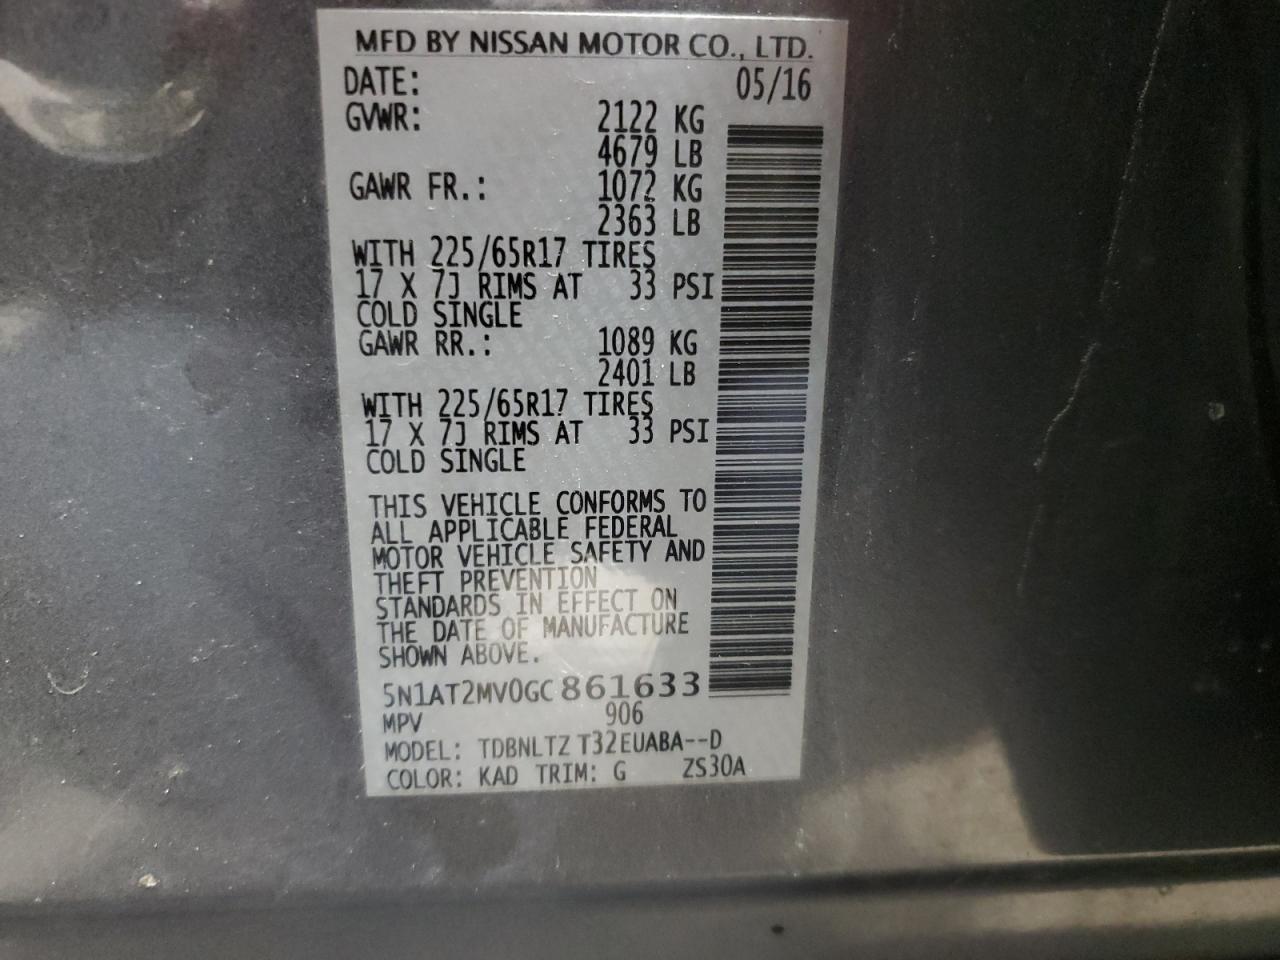 MFD BY NISSAN MOTOR CO., LTD.
DATE: 05/16
GVWR: 2122 KG
4679 LB
GAWR FR.: 1072 KG
2363 LB
WITH 225/65R17 TIRES
17 X 7J RIMS AT 33 PSI
COLD SINGLE
GAWR RR.: 1089 KG
2401 LB
WITH 225/65R17 TIRES
17 X 7J RIMS AT 33 PSI
COLD SINGLE
THIS VEHICLE CONFORMS TO
ALL APPLICABLE FEDERAL
MOTOR VEHICLE SAFETY AND
THEFT PREVENTION
STANDARDS IN EFFECT ON
THE DATE OF MANUFACTURE
SHOWN ABOVE.
5N1AT2MV0GC861633
MPV 906
MODEL: TDBNLTZ T32EUABA--D
COLOR: KAD TRIM: G ZS30A